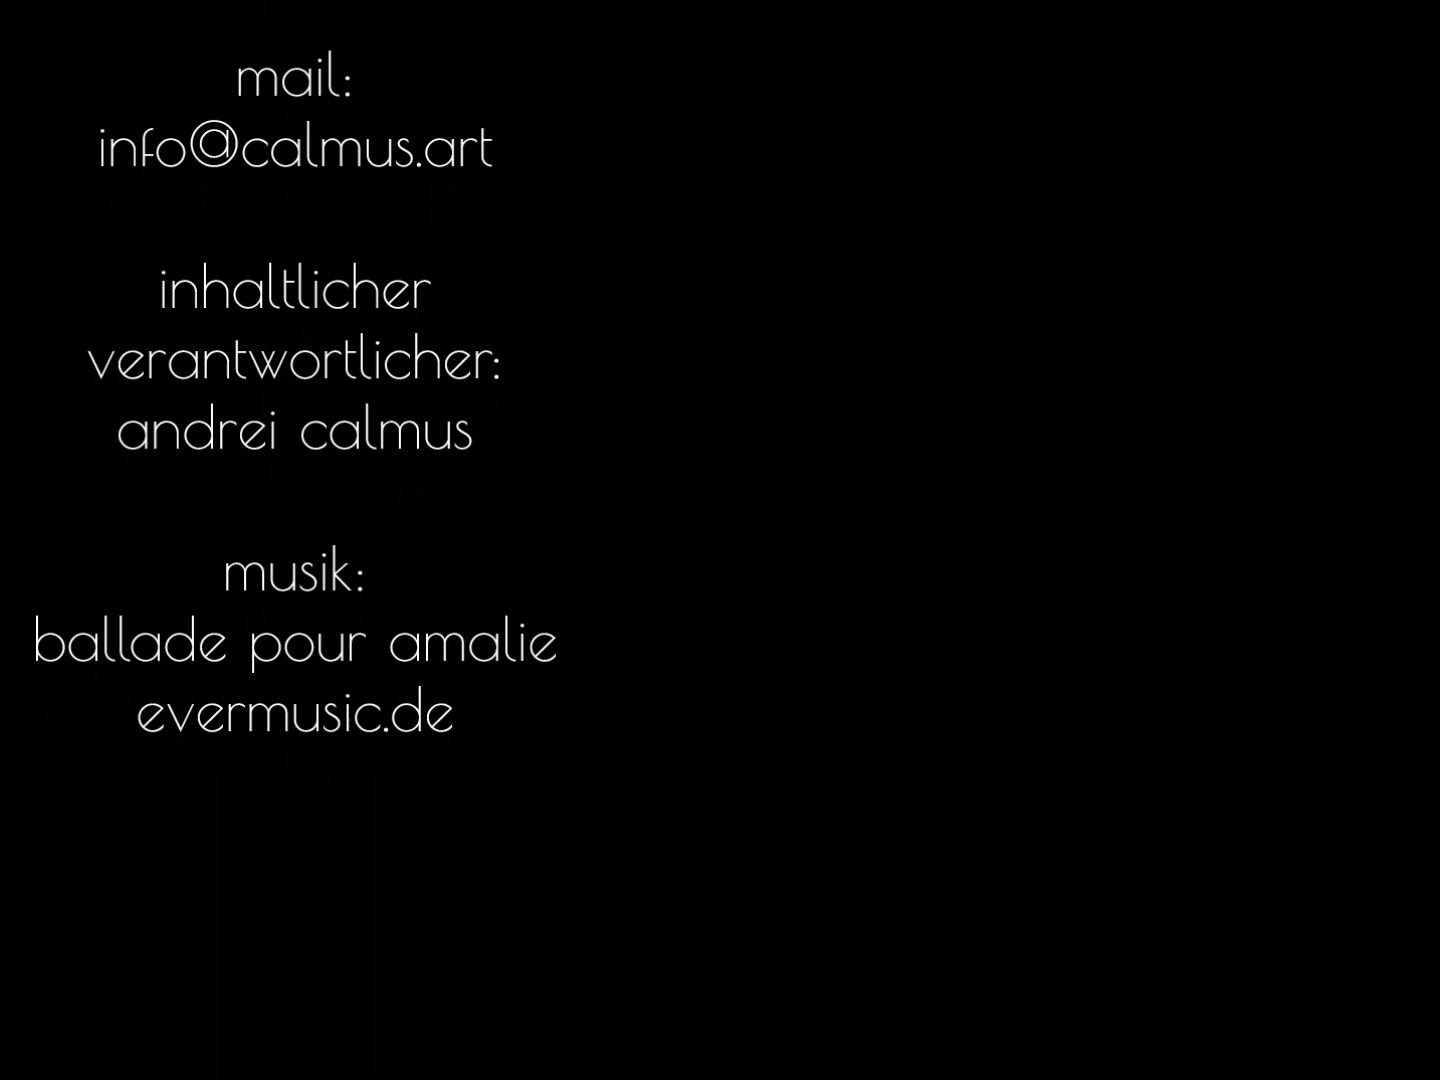 mail:
info@calmus.art
inhaltlicher
verantwortlicher:
andrei calmus
musik:
ballade pour amalie
evermusic.de